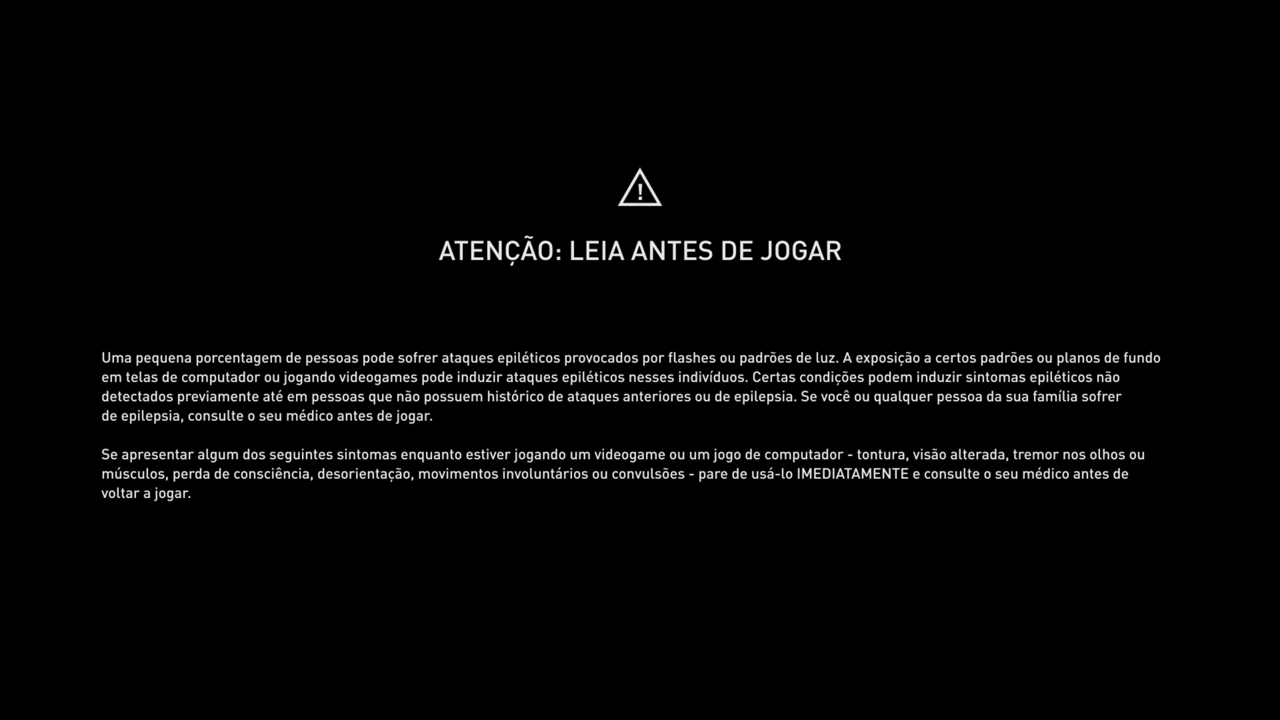 ATENÇÃO: LEIA ANTES DE JOGAR
Uma pequena porcentagem de pessoas pode sofrer ataques epiléticos provocados por flashes ou padrões de luz. A exposição a certos padrões ou planos de fundo
em telas de computador ou jogando videogames pode induzir ataques epiléticos nesses indivíduos. Certas condições podem induzir sintomas epiléticos não
detectados previamente até em pessoas que não possuem histórico de ataques anteriores ou de epilepsia. Se você ou qualquer pessoa da sua família sofrer
de epilepsia, consulte o seu médico antes de jogar.
Se apresentar algum dos seguintes sintomas enquanto estiver jogando um videogame ou um jogo de computador - tontura, visão alterada, tremor nos olhos ou
músculos, perda de consciência, desorientação, movimentos involuntários ou convulsões - pare de usá-lo IMEDIATAMENTE e consulte o seu médico antes de
voltar a jogar.